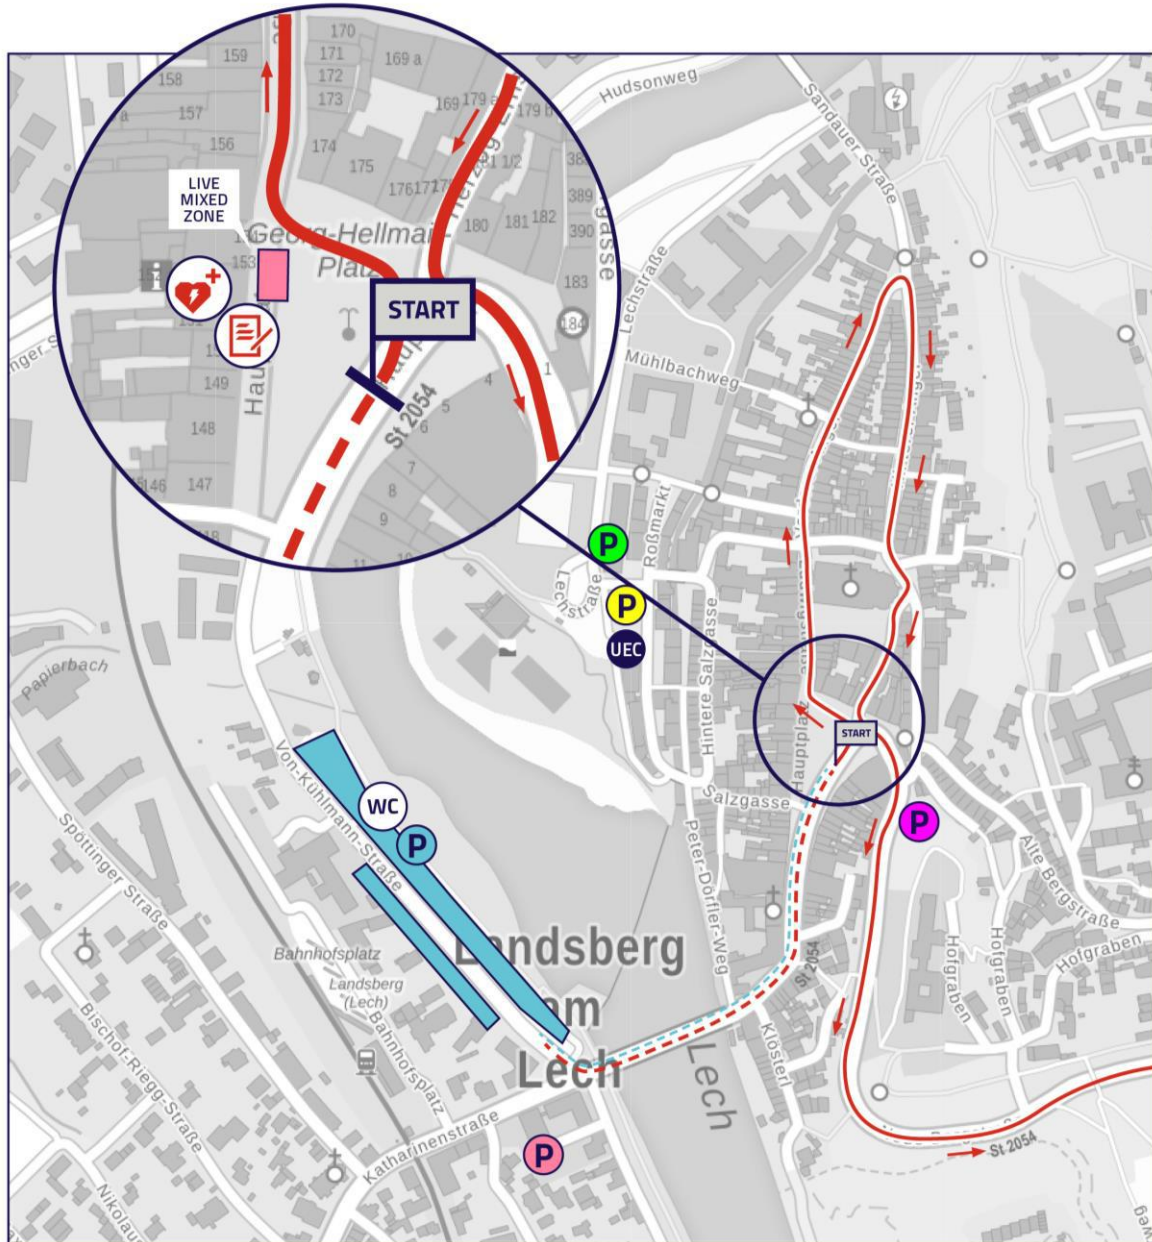 170
159
171
169 a
158
172
173
169
179 a
179 b
157
156
174
175
176
177
180
181
182
389
390
183
184
LIVE
MIXED
ZONE
Georg-Hellmair-
Platz
153
START
149
148
147
146
St 2054
1
4
5
6
7
8
9
Hudsonweg
Sandauer Straße
Lechstraße
Mühlbachweg
P
Roßmarkt
Lechstraße
P
UEC
Hintere Salzgasse
Papierbach
Hauptplatz
START
Von-Kühlmann-Straße
WC
P
Salzgasse
P
Peter-Dörfler-Weg
Alte Bergstraße
Spöttinger Straße
Landsberg
am
Lech
Bahnhofsplatz
Landsberg
(Lech)
Bahnhofsplatz
St 2054
Hofgraben
Hofgraben
Hofgraben
Bischof-Riegg-Straße
Klösterl
Lech
Katharinenstraße
P
St 2054